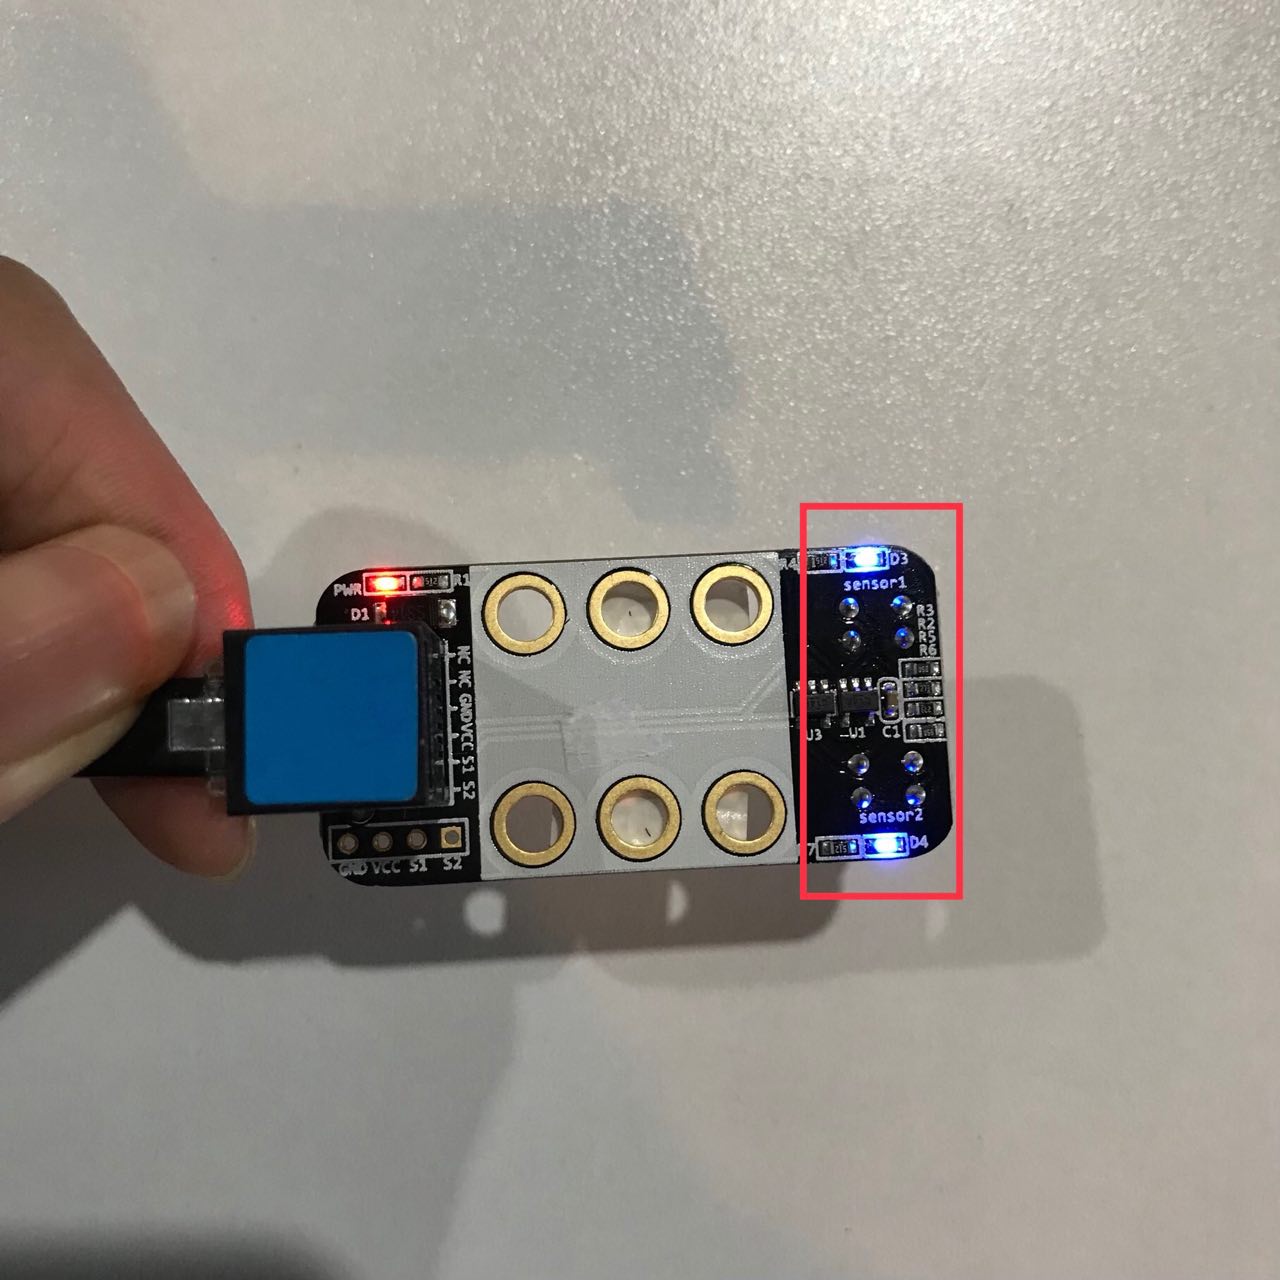 PWR
R1
D1
NC NC GND VCC S1 S2
GND VCC S1 S2
R4
D3
sensor1
R3
R2
R5
R6
U3
U1
C1
sensor2
D4